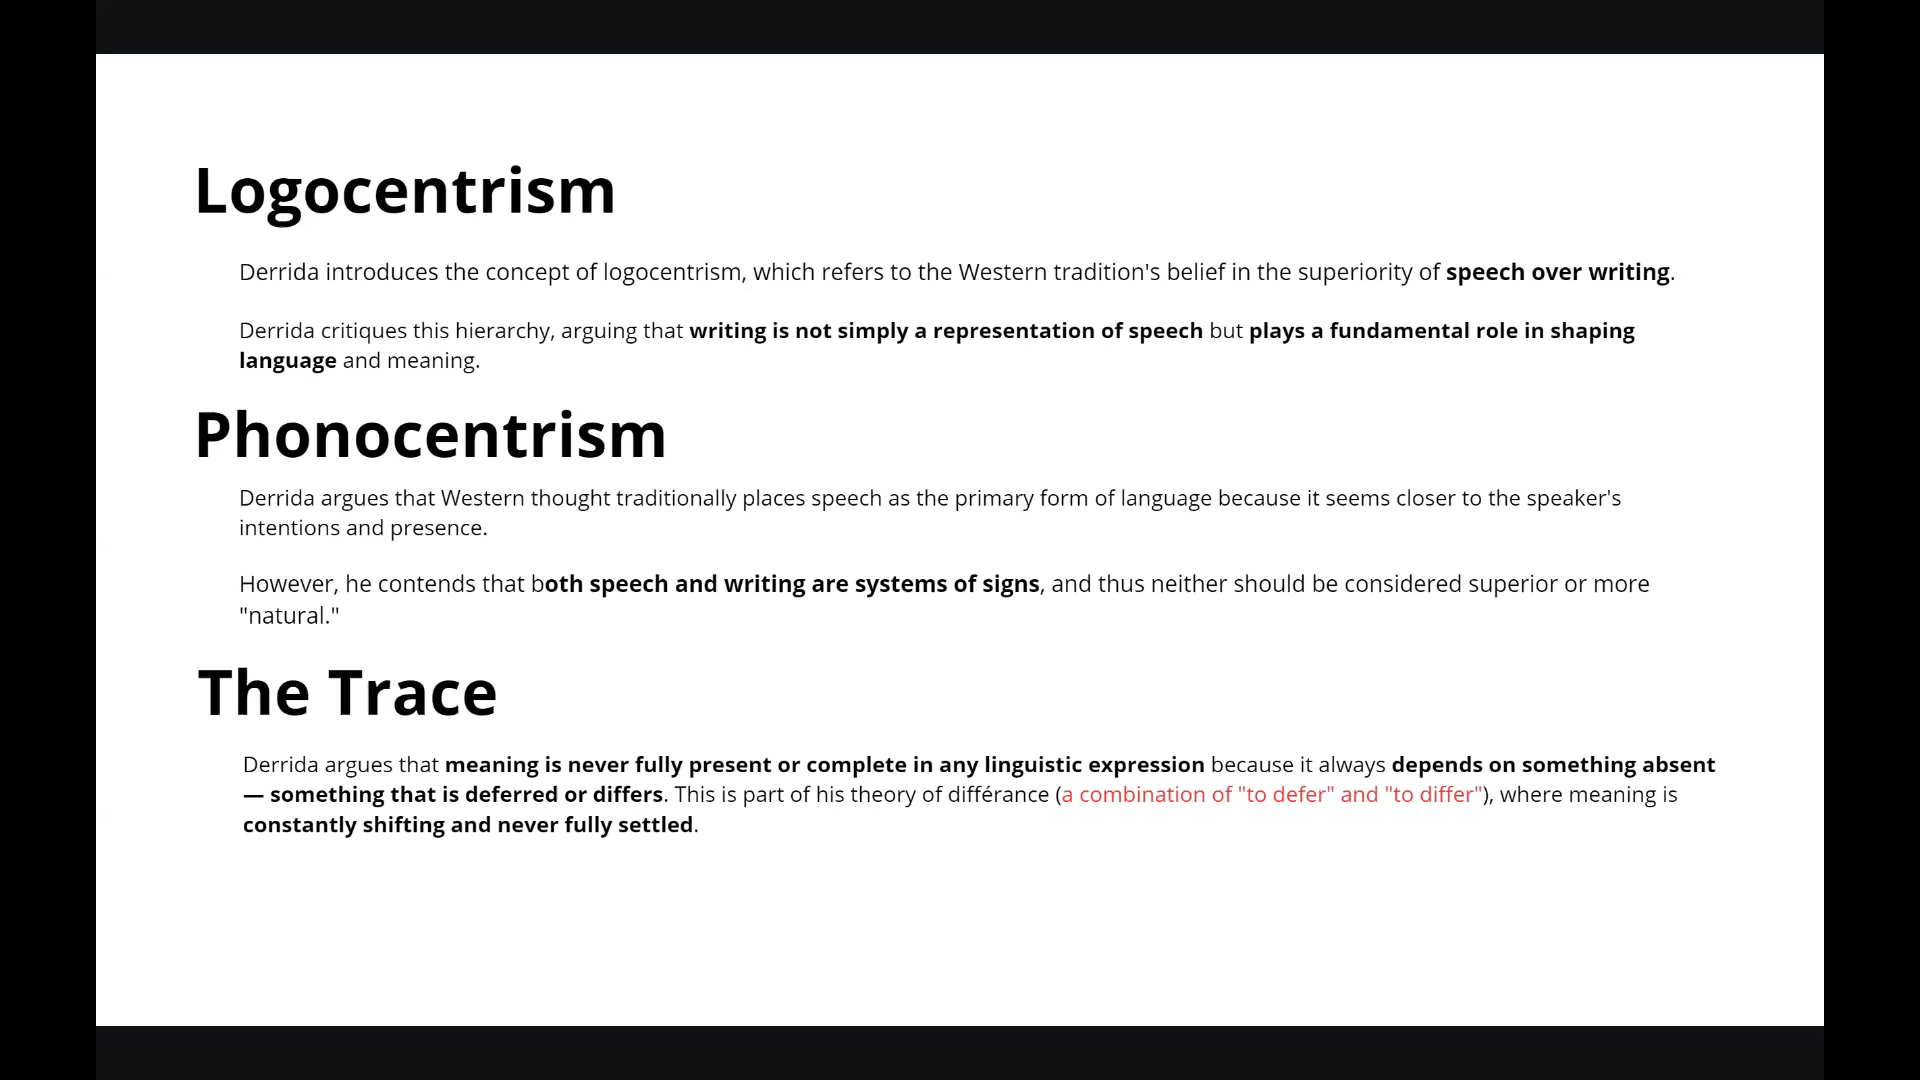 Logocentrism
Derrida introduces the concept of logocentrism, which refers to the Western tradition's belief in the superiority of speech over writing.
Derrida critiques this hierarchy, arguing that writing is not simply a representation of speech but plays a fundamental role in shaping
language and meaning.
Phonocentrism
Derrida argues that Western thought traditionally places speech as the primary form of language because it seems closer to the speaker's
intentions and presence.
However, he contends that both speech and writing are systems of signs, and thus neither should be considered superior or more
"natural."
The Trace
Derrida argues that meaning is never fully present or complete in any linguistic expression because it always depends on something absent
— something that is deferred or differs. This is part of his theory of différance (a combination of "to defer" and "to differ"), where meaning is
constantly shifting and never fully settled.